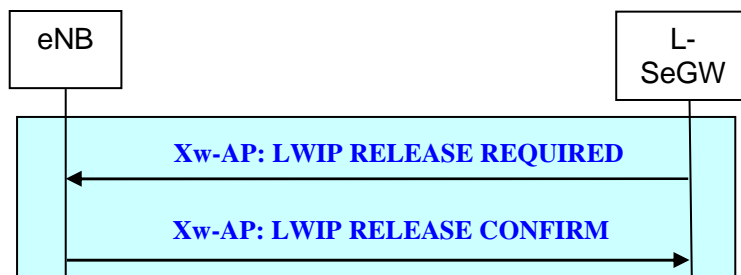 eNB
L-
SeGW
Xw-AP: LWIP RELEASE REQUIRED
Xw-AP: LWIP RELEASE CONFIRM